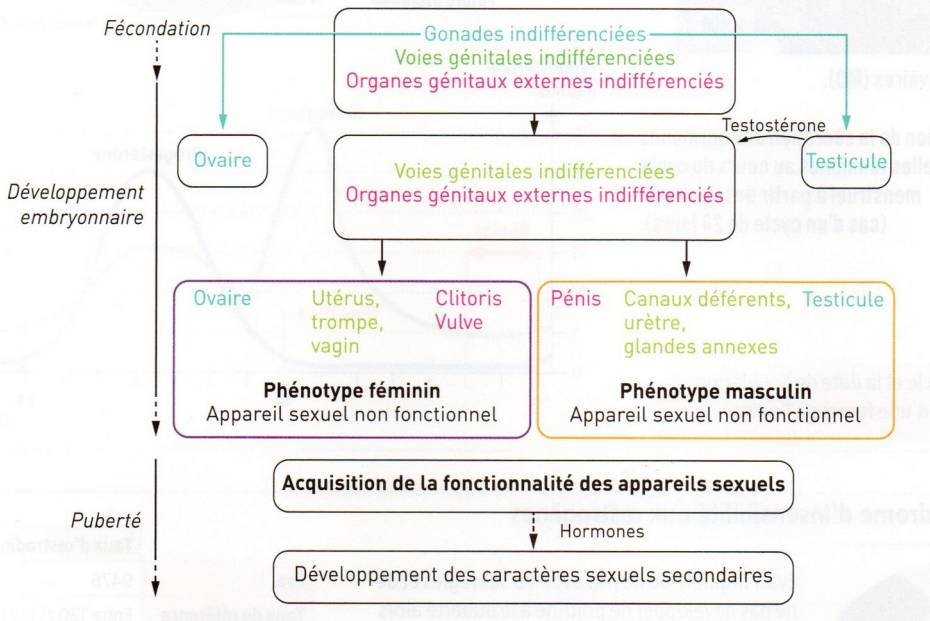 Fécondation
Gonades indifférenciées
Voies génitales indifférenciées
Organes génitaux externes indifférenciés
Testostérone
Ovaire
Testicule
Voies génitales indifférenciées
Organes génitaux externes indifférenciés
Développement
embryonnaire
Ovaire
Utérus,
trompe,
vagin
Clitoris
Vulve
Phénotype féminin
Appareil sexuel non fonctionnel
Pénis
Canaux déférents,
urètre,
glandes annexes
Testicule
Phénotype masculin
Appareil sexuel non fonctionnel
Puberté
Acquisition de la fonctionnalité des appareils sexuels
Hormones
Développement des caractères sexuels secondaires